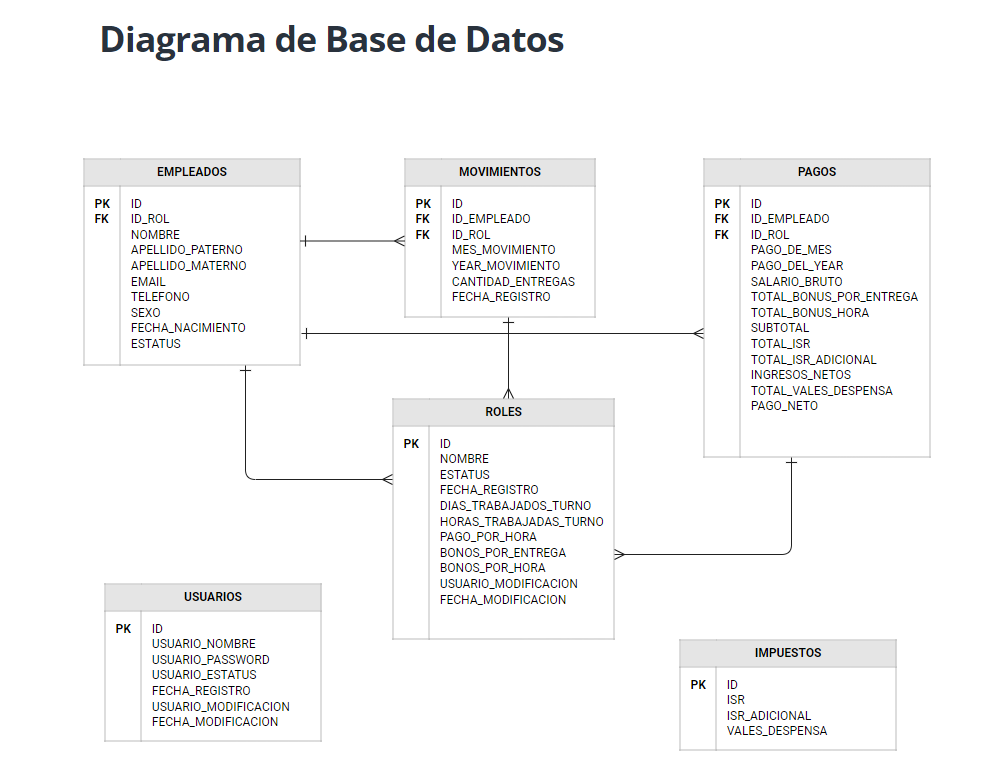 Diagrama de Base de Datos
EMPLEADOS
PK ID
FK ID_ROL
NOMBRE
APELLIDO_PATERNO
APELLIDO_MATERNO
EMAIL
TELEFONO
SEXO
FECHA_NACIMIENTO
ESTATUS
MOVIMIENTOS
PK ID
FK ID_EMPLEADO
FK ID_ROL
MES_MOVIMIENTO
YEAR_MOVIMIENTO
CANTIDAD_ENTREGAS
FECHA_REGISTRO
PAGOS
PK ID
FK ID_EMPLEADO
FK ID_ROL
PAGO_DE_MES
PAGO_DEL_YEAR
SALARIO_BRUTO
TOTAL_BONUS_POR_ENTREGA
TOTAL_BONUS_HORA
SUBTOTAL
TOTAL_ISR
TOTAL_ISR_ADICIONAL
INGRESOS_NETOS
TOTAL_VALES_DESPENSA
PAGO_NETO
ROLES
PK ID
NOMBRE
ESTATUS
FECHA_REGISTRO
DIAS_TRABAJADOS_TURNO
HORAS_TRABAJADAS_TURNO
PAGO_POR_HORA
BONOS_POR_ENTREGA
BONOS_POR_HORA
USUARIO_MODIFICACION
FECHA_MODIFICACION
USUARIOS
PK ID
USUARIO_NOMBRE
USUARIO_PASSWORD
USUARIO_ESTATUS
FECHA_REGISTRO
USUARIO_MODIFICACION
FECHA_MODIFICACION
IMPUESTOS
PK ID
ISR
ISR_ADICIONAL
VALES_DESPENSA